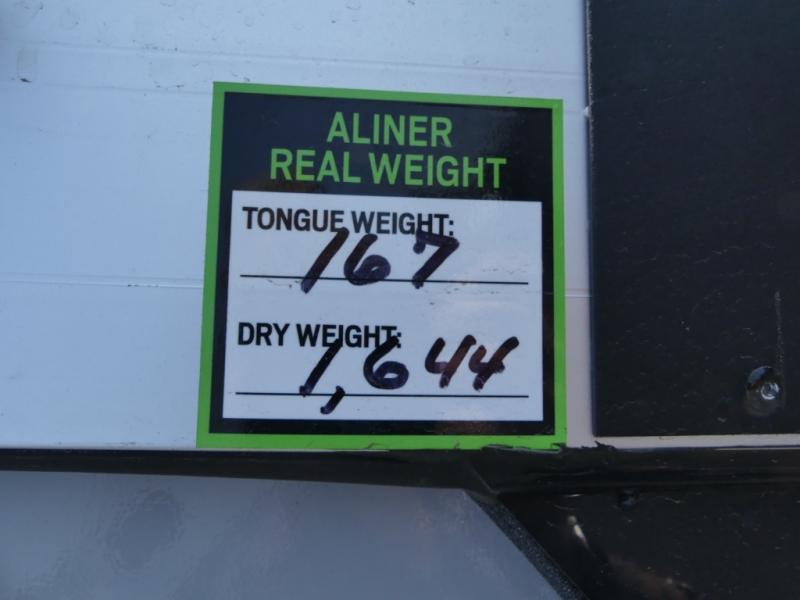 ALINER
REAL WEIGHT
TONGUE WEIGHT:
167
DRY WEIGHT:
1,644